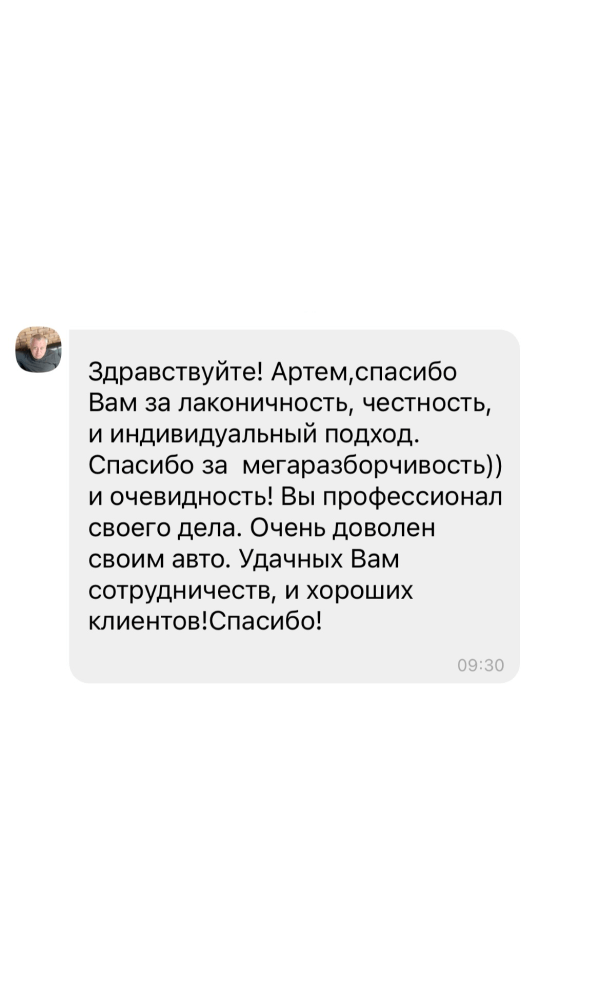 Здравствуйте! Артем,спасибо
Вам за лаконичность, честность,
и индивидуальный подход.
Спасибо за  мегаразборчивость))
и очевидность! Вы профессионал
своего дела. Очень доволен
своим авто. Удачных Вам
сотрудничеств, и хороших
клиентов!Спасибо!
09:30